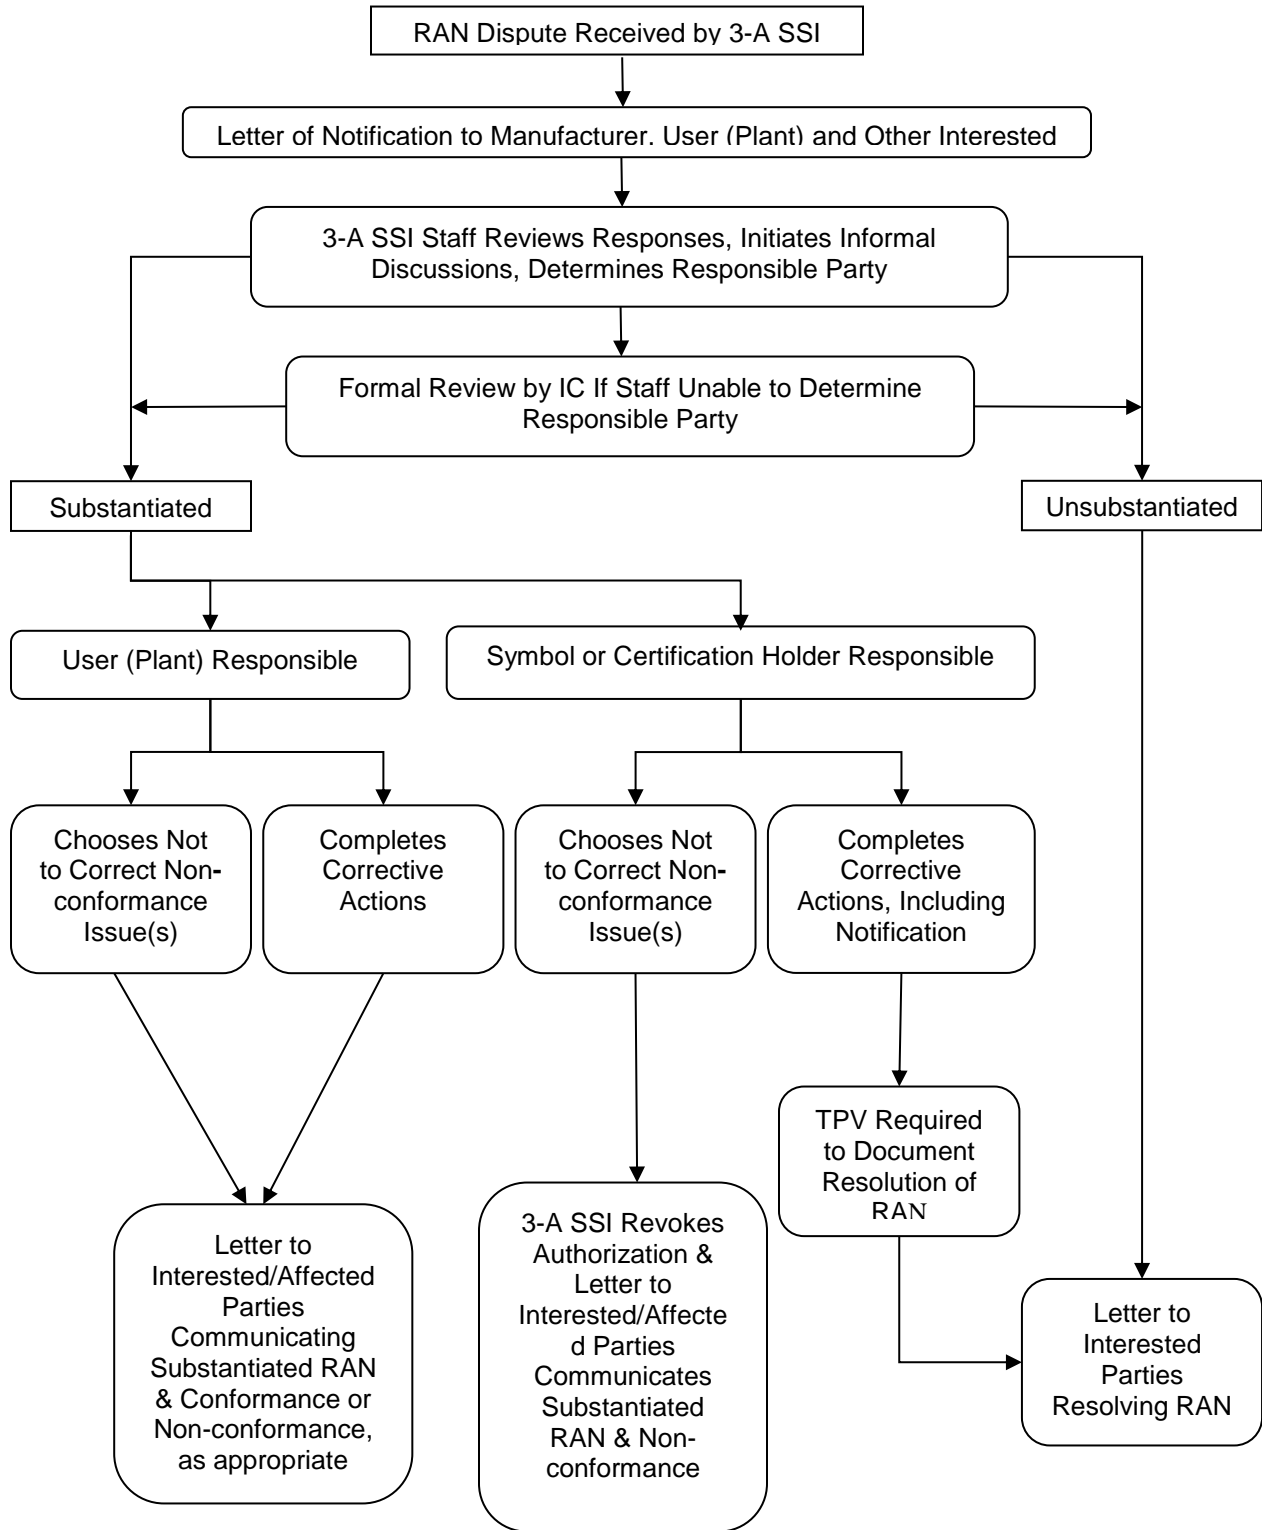 RAN Dispute Received by 3-A SSI
Letter of Notification to Manufacturer. User (Plant) and Other Interested
3-A SSI Staff Reviews Responses, Initiates Informal
Discussions, Determines Responsible Party
Formal Review by IC If Staff Unable to Determine
Responsible Party
Substantiated
Unsubstantiated
User (Plant) Responsible
Symbol or Certification Holder Responsible
Chooses Not
to Correct Non-
conformance
Issue(s)
Completes
Corrective
Actions
Chooses Not
to Correct Non-
conformance
Issue(s)
Completes
Corrective
Actions, Including
Notification
TPV Required
to Document
Resolution of
RAN
Letter to
Interested/Affected
Parties
Communicating
Substantiated RAN
& Conformance or
Non-conformance,
as appropriate
3-A SSI Revokes
Authorization &
Letter to
Interested/Affecte
d Parties
Communicates
Substantiated
RAN & Non-
conformance
Letter to
Interested
Parties
Resolving RAN